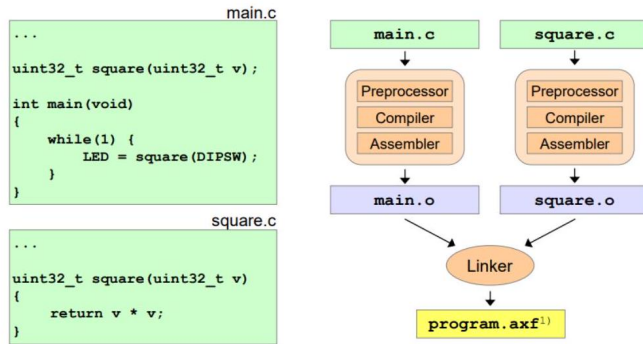 main.c
...
uint32_t square(uint32_t v);
int main(void)
{
while(1) {
LED = square(DIPSW);
}
}
square.c
...
uint32_t square(uint32_t v)
{
return v * v;
}
main.c square.c
Preprocessor Preprocessor
Compiler Compiler
Assembler Assembler
main.o square.o
Linker
program.axf1)